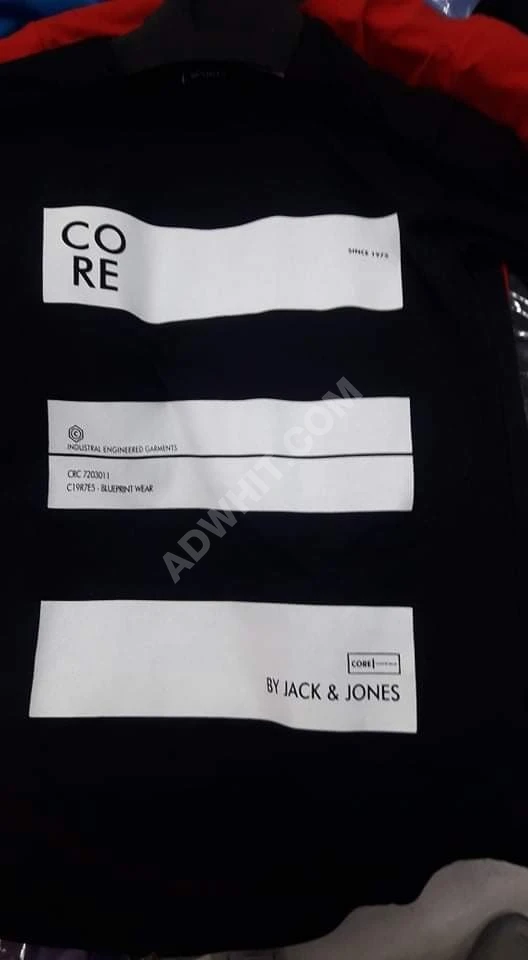 CO
RE
SINCE 1975
INDUSTRIAL ENGINEERED GARMENTS
CRC 7203011
C19R7E5 - BLUEPRINT WEAR
CORE
BY JACK & JONES
ADWHIT.COM